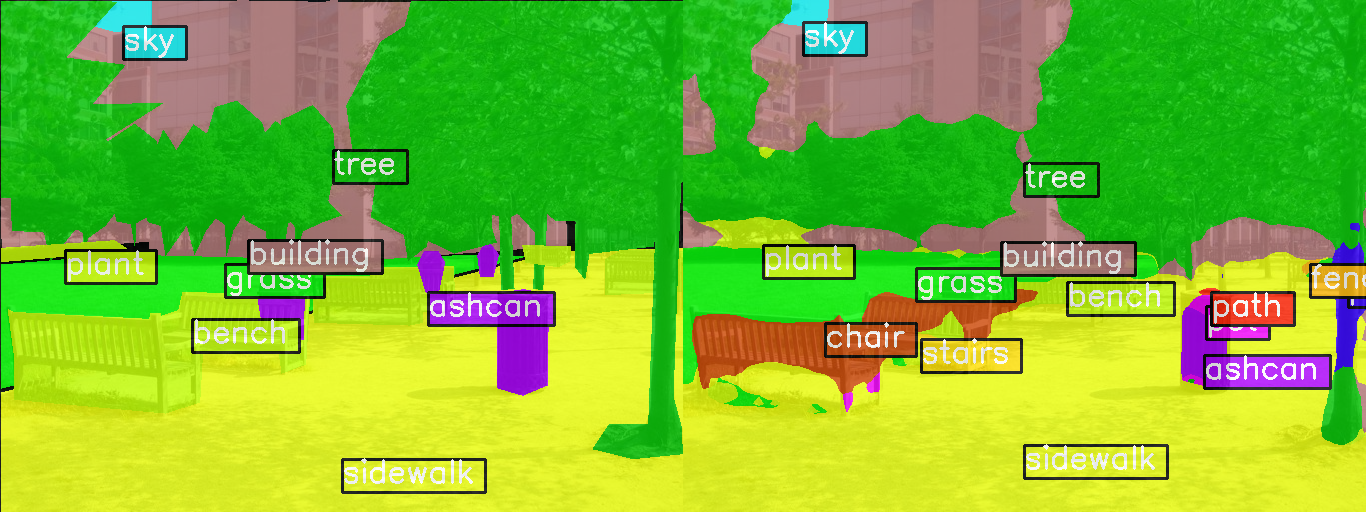 sky
tree
building
plant
grass
ashcan
bench
sidewalk
sky
tree
building
plant
grass
bench
fenc
path
chair
stairs
ashcan
sidewalk